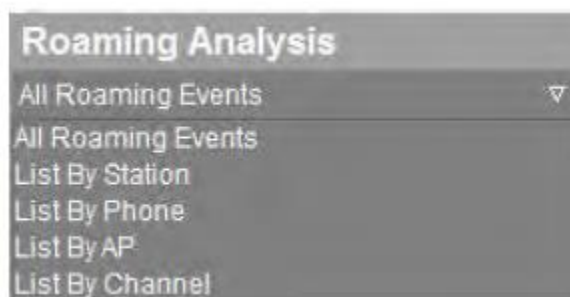 Roaming Analysis
All Roaming Events
All Roaming Events
List By Station
List By Phone
List By AP
List By Channel